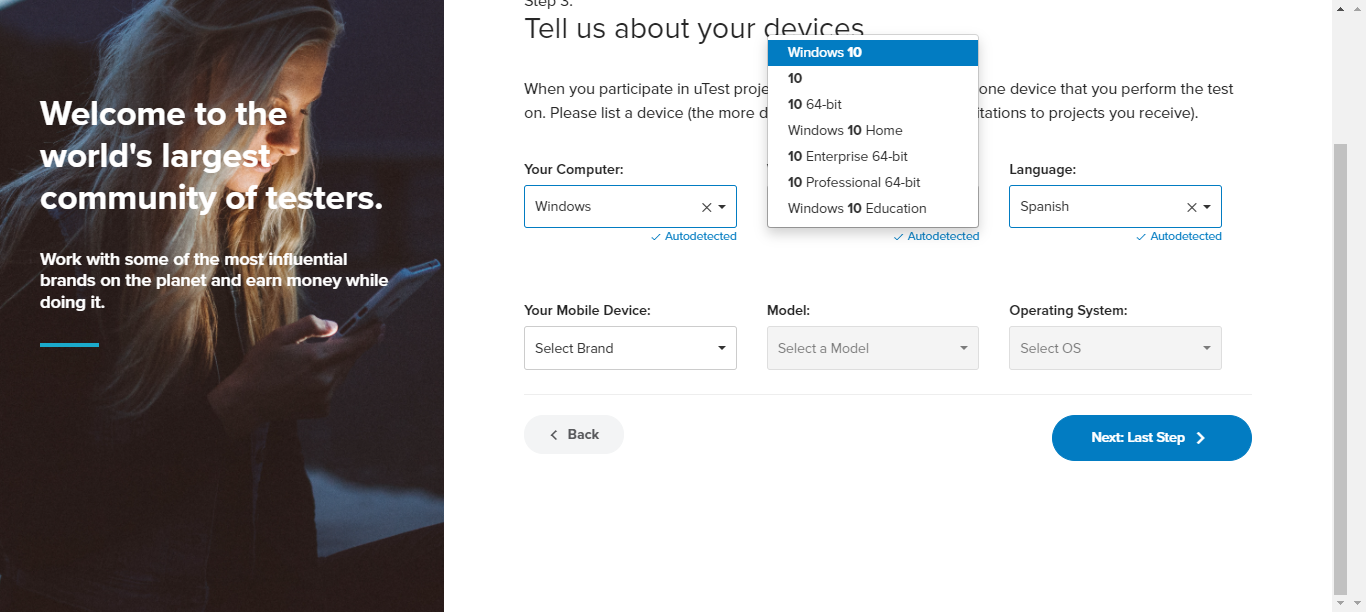 Welcome to the
world's largest
community of testers.
Work with some of the most influential
brands on the planet and earn money while
doing it.
Step 3:
Tell us about your devices
When you participate in uTest proje
one device that you perform the test
on. Please list a device (the more d
itations to projects you receive).
Windows 10
10
10 64-bit
Windows 10 Home
10 Enterprise 64-bit
10 Professional 64-bit
Windows 10 Education
Your Computer:
Windows
Autodetected
Autodetected
Language:
Spanish
Autodetected
Your Mobile Device:
Select Brand
Model:
Select a Model
Operating System:
Select OS
Back
Next: Last Step